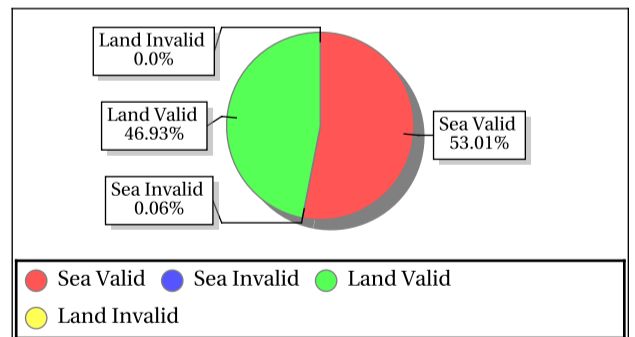 Land Invalid
0.0%
Land Valid
46.93%
Sea Invalid
0.06%
Sea Valid
53.01%
Sea Valid
Sea Invalid
Land Valid
Land Invalid